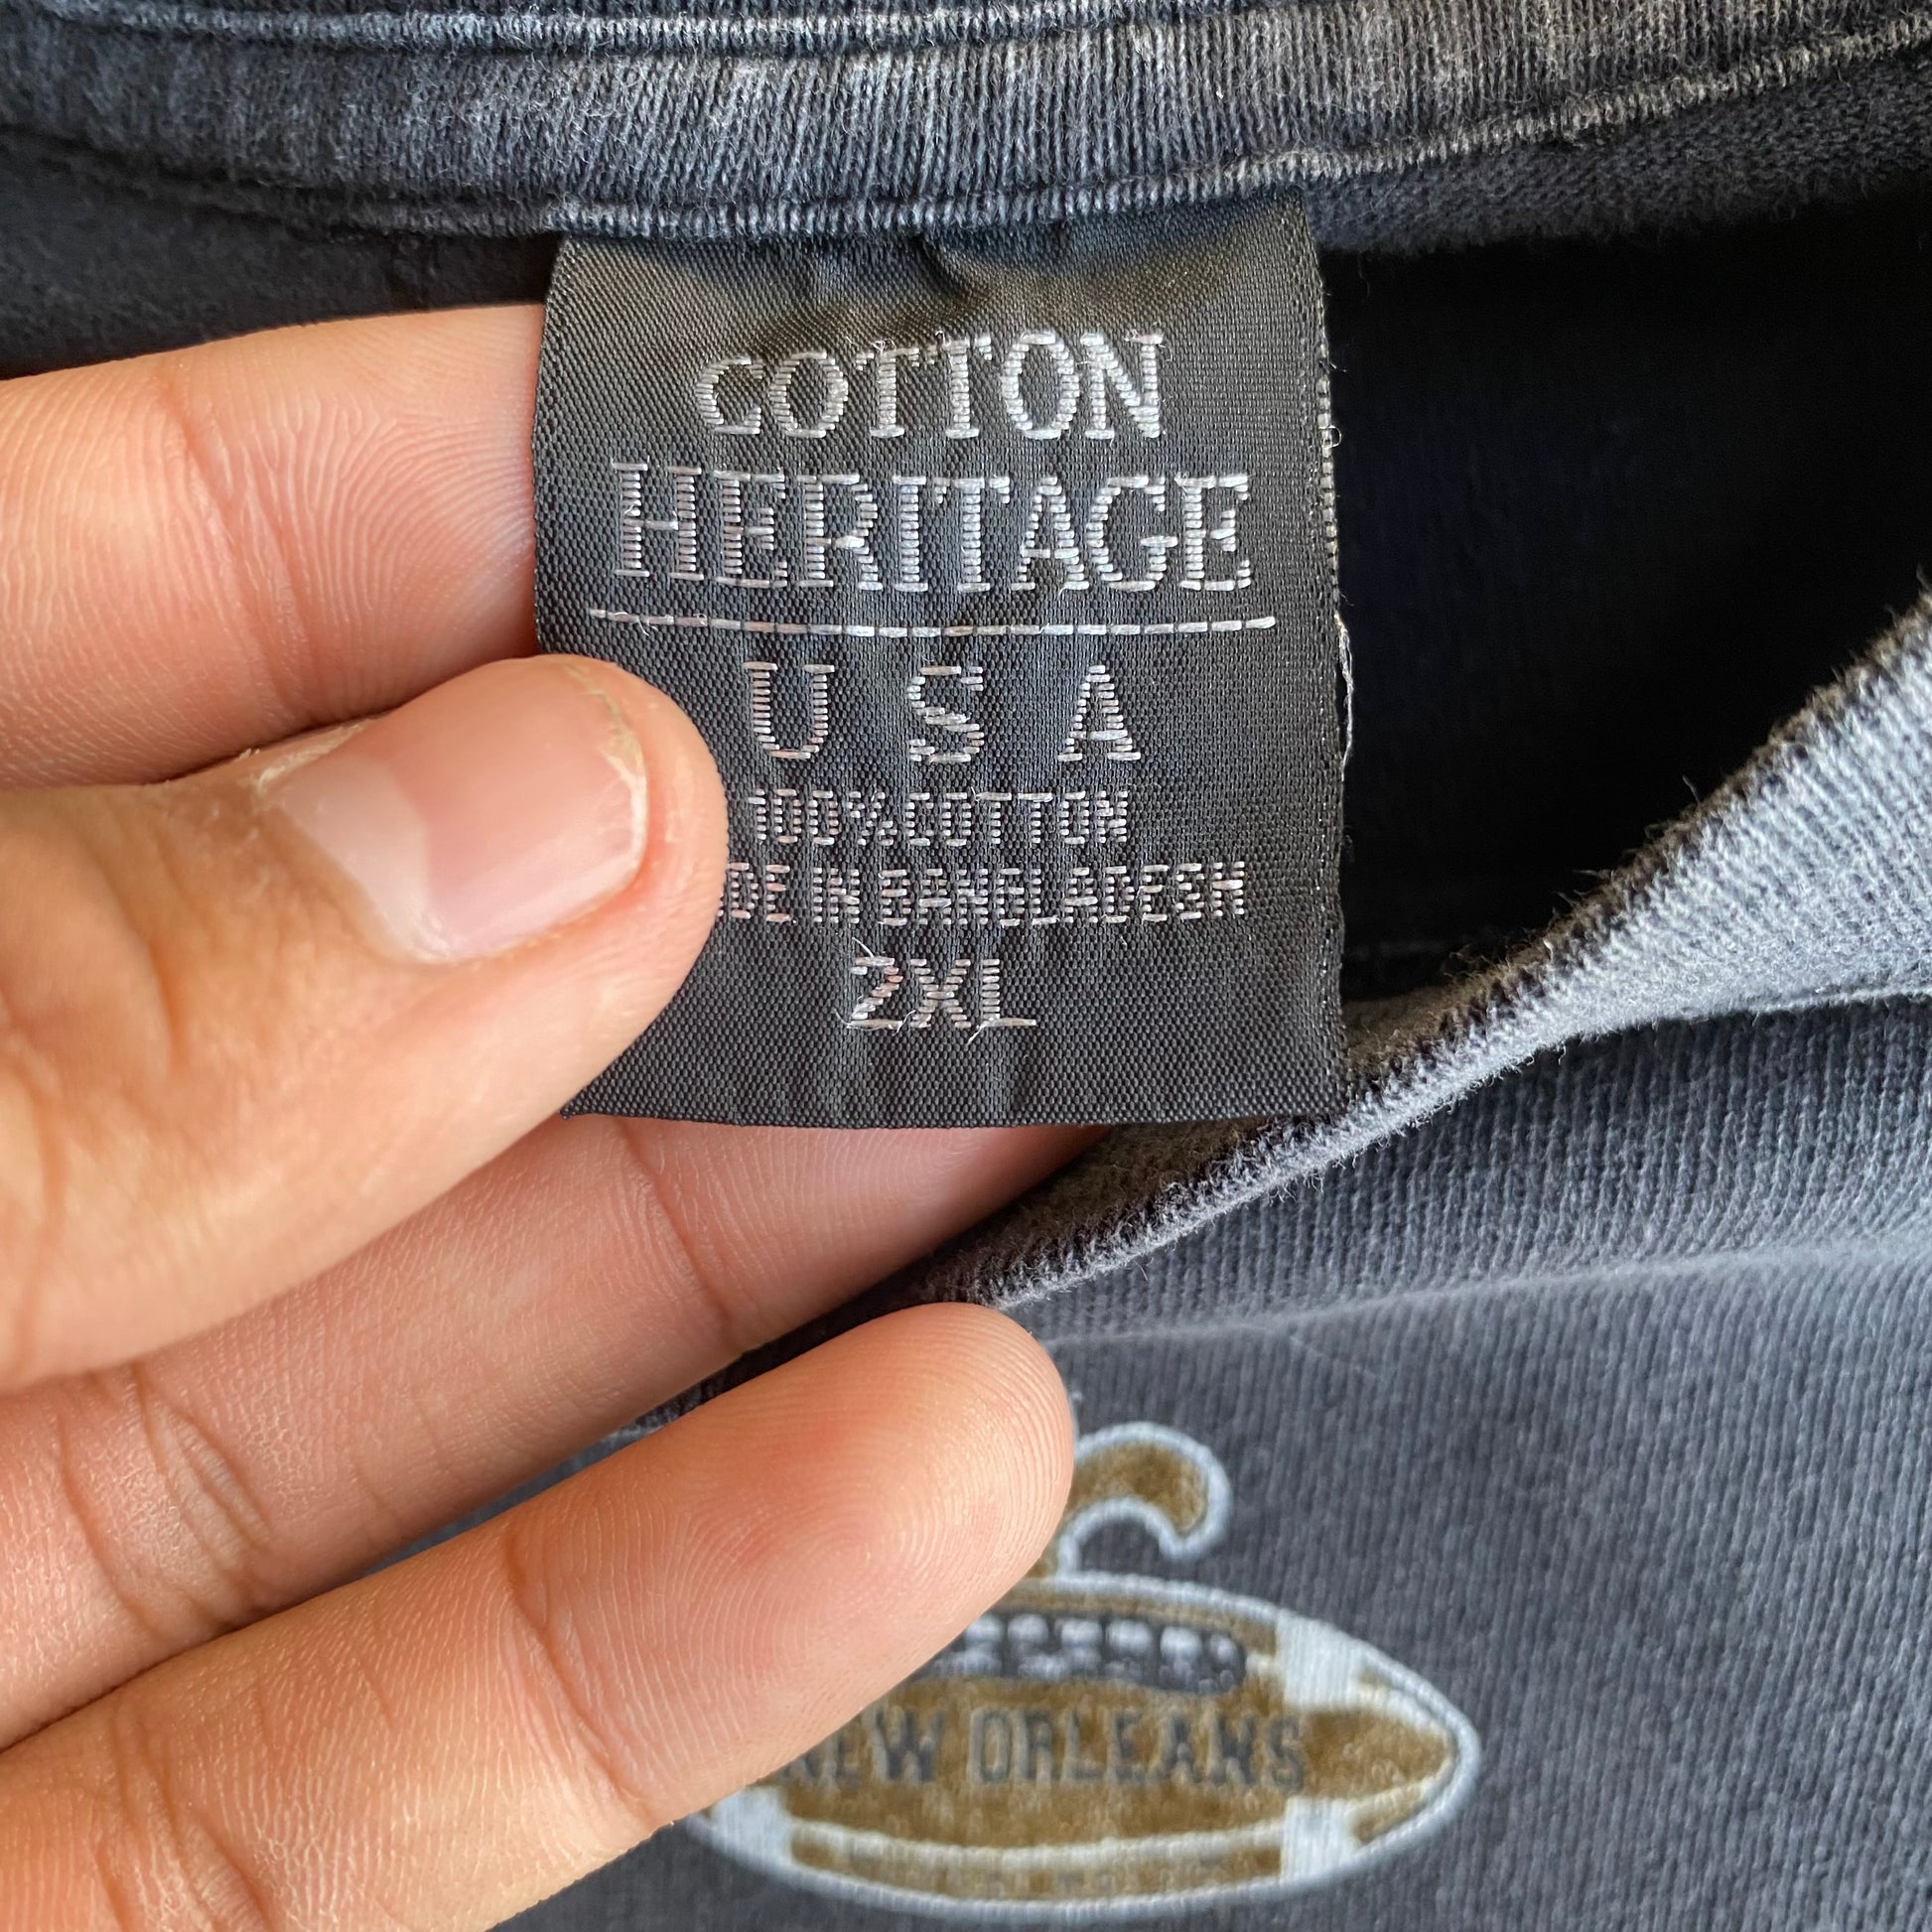 COTTON
HERITAGE
USA
100% COTTON
DE IN BANGLADESH
2XL
NEW ORLEANS